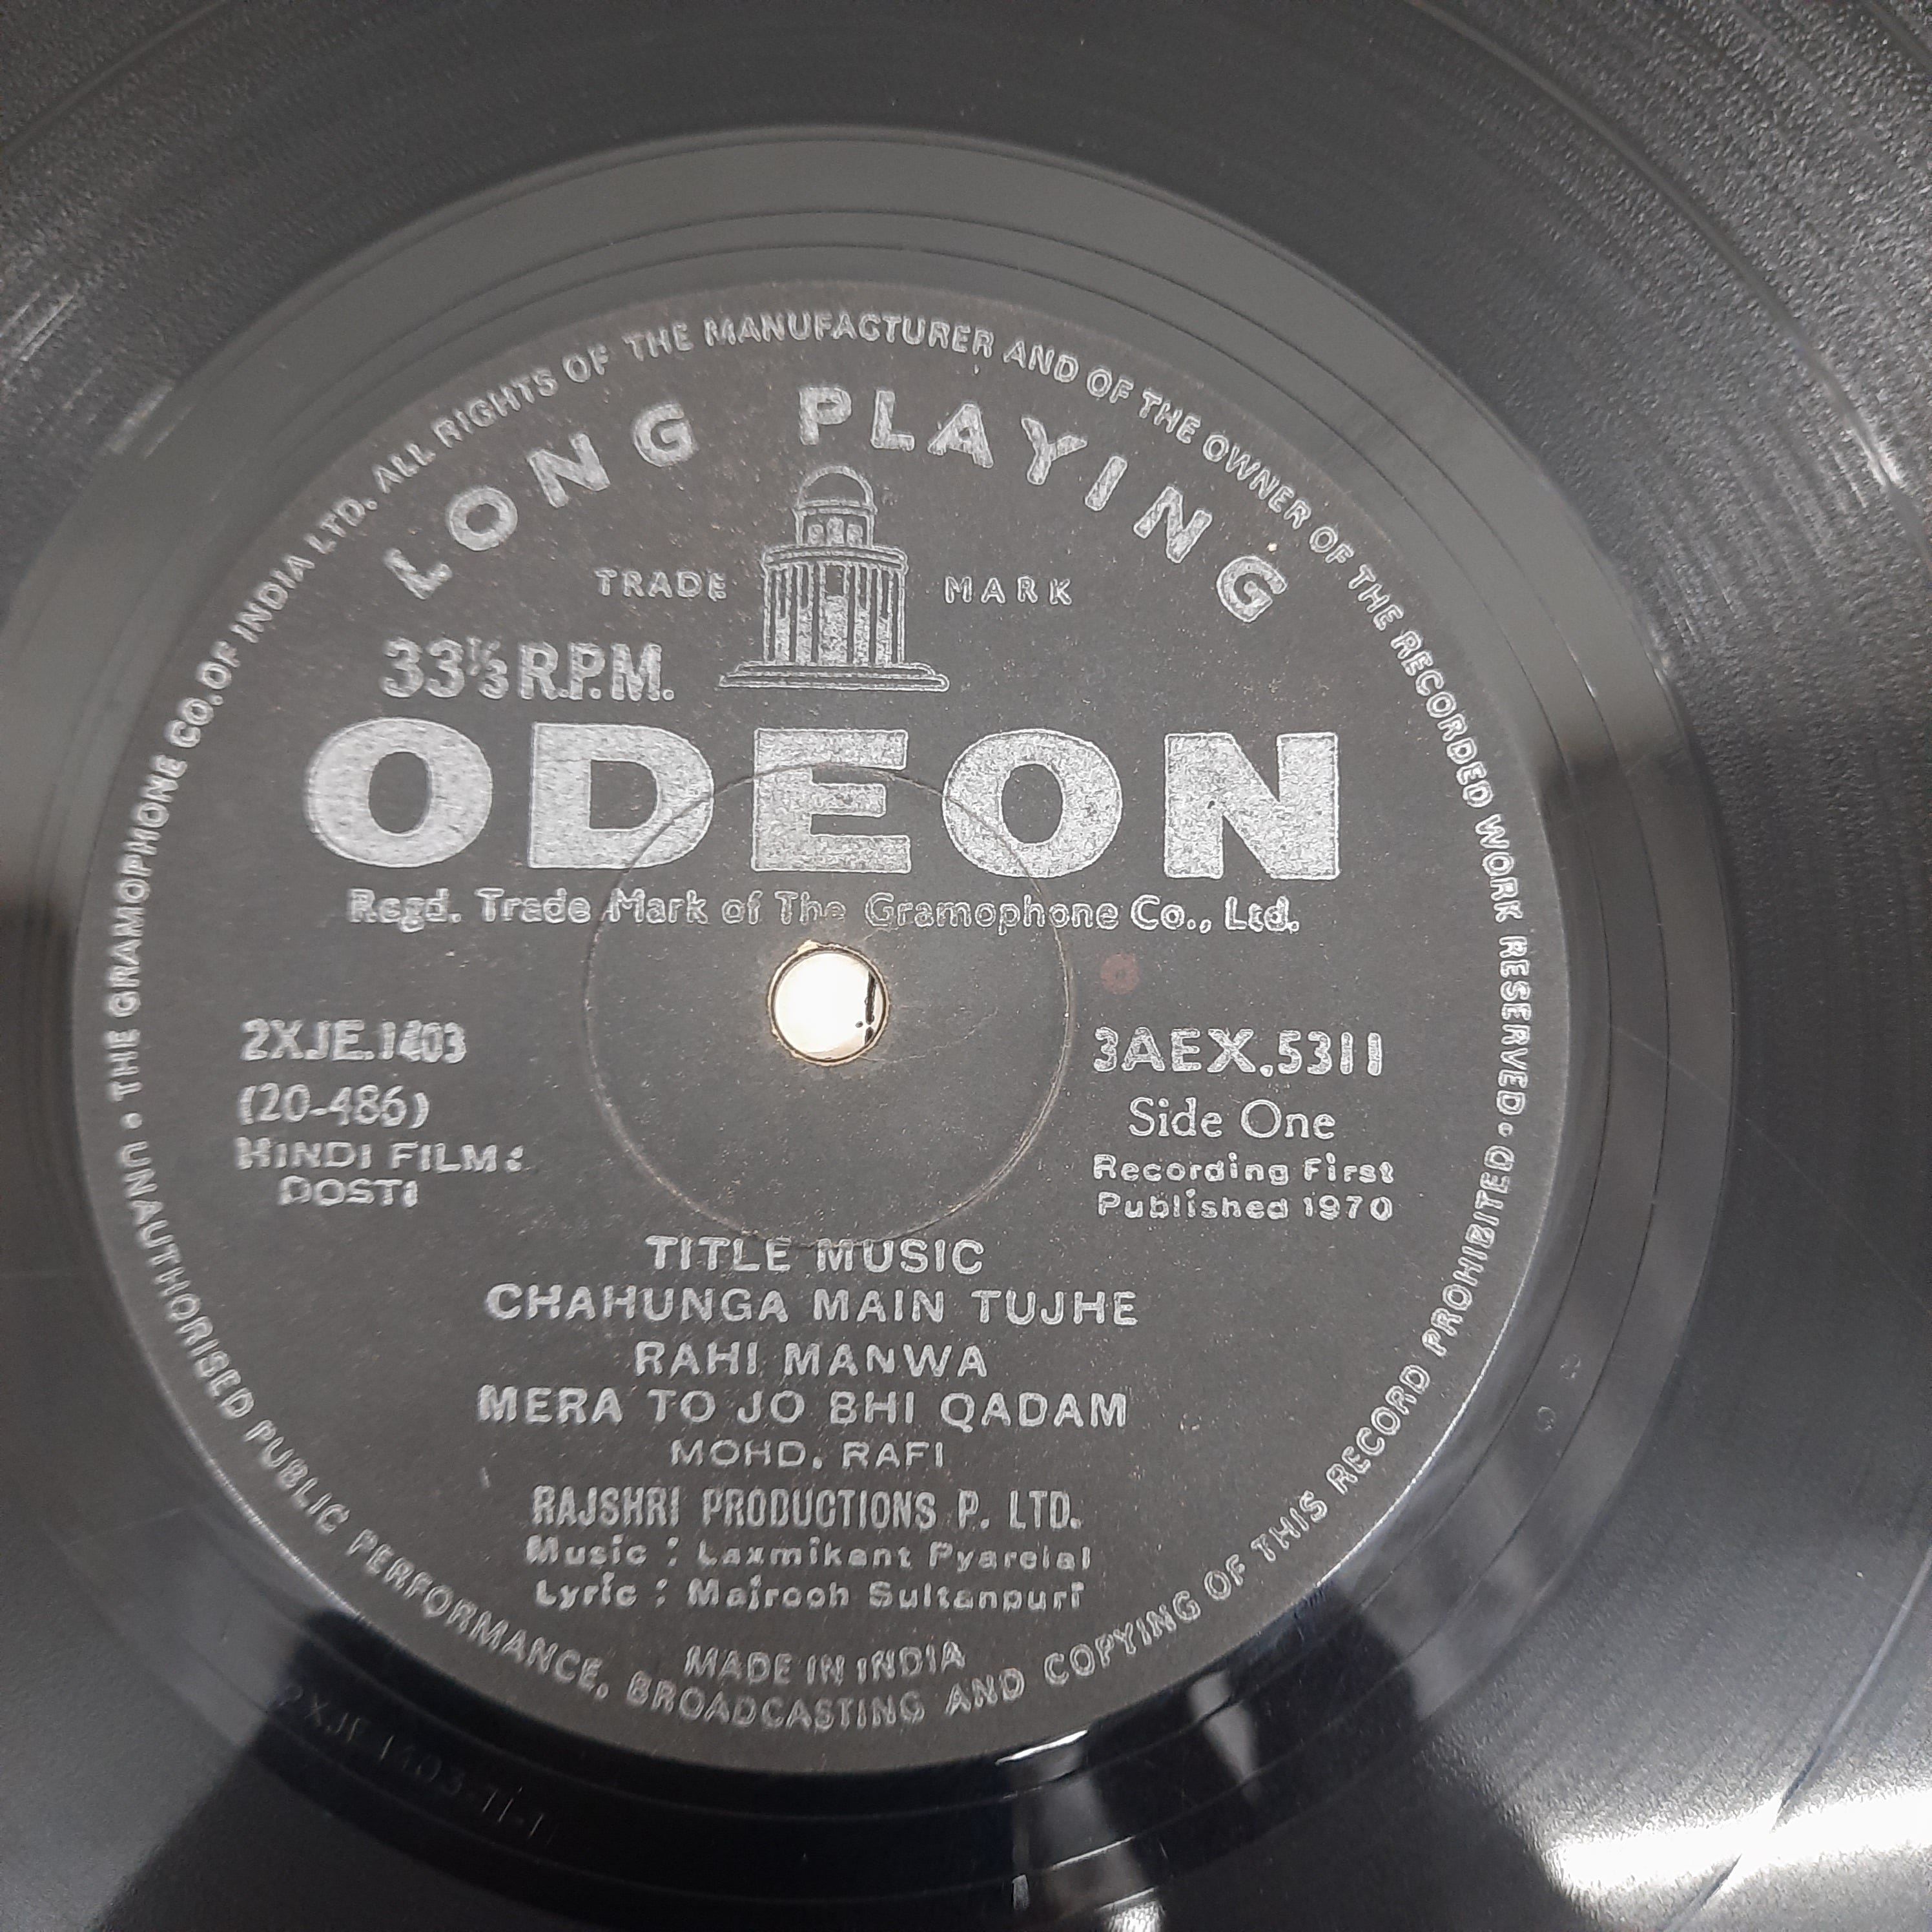 • THE GRAMOPHONE CO. OF INDIA LTD. ALL RIGHTS OF THE MANUFACTURER AND OF THE OWNER OF THE RECORDED WORK RESERVED •
UNAUTHORISED PUBLIC PERFORMANCE, BROADCASTING AND COPYING OF THIS RECORD PROHIBITED
LONG PLAYING
TRADE MARK
33⅓ R.P.M.
ODEON
Regd. Trade Mark of The Gramophone Co., Ltd.
2XJE.1403
(20-486)
HINDI FILM:
DOSTI
3AEX.5311
Side One
Recording First
Published 1970
TITLE MUSIC
CHAHUNGA MAIN TUJHE
RAHI MANWA
MERA TO JO BHI QADAM
MOHD. RAFI
RAJSHRI PRODUCTIONS P. LTD.
Music : Laxmikant Pyarelal
Lyric : Majrooh Sultanpuri
MADE IN INDIA